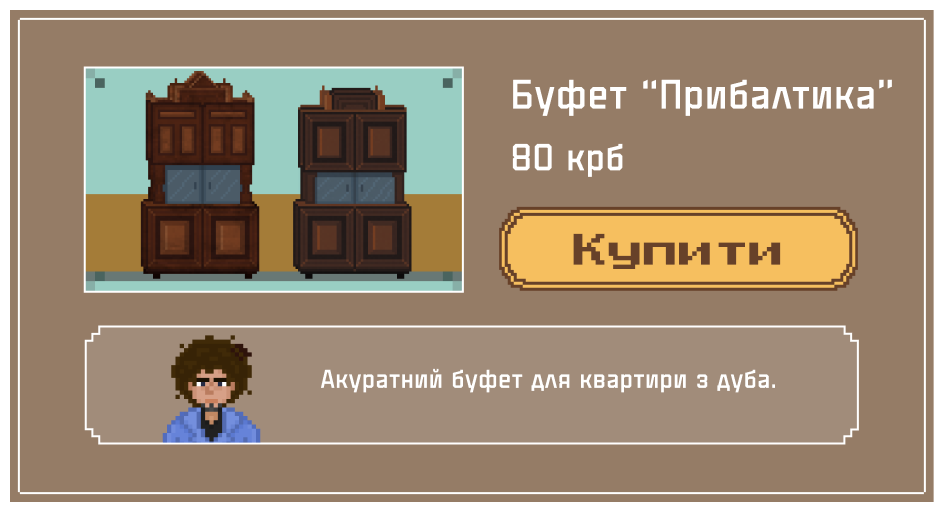 Буфет “Прибалтика”
80 крб
Купити
Акуратний буфет для квартири з дуба.